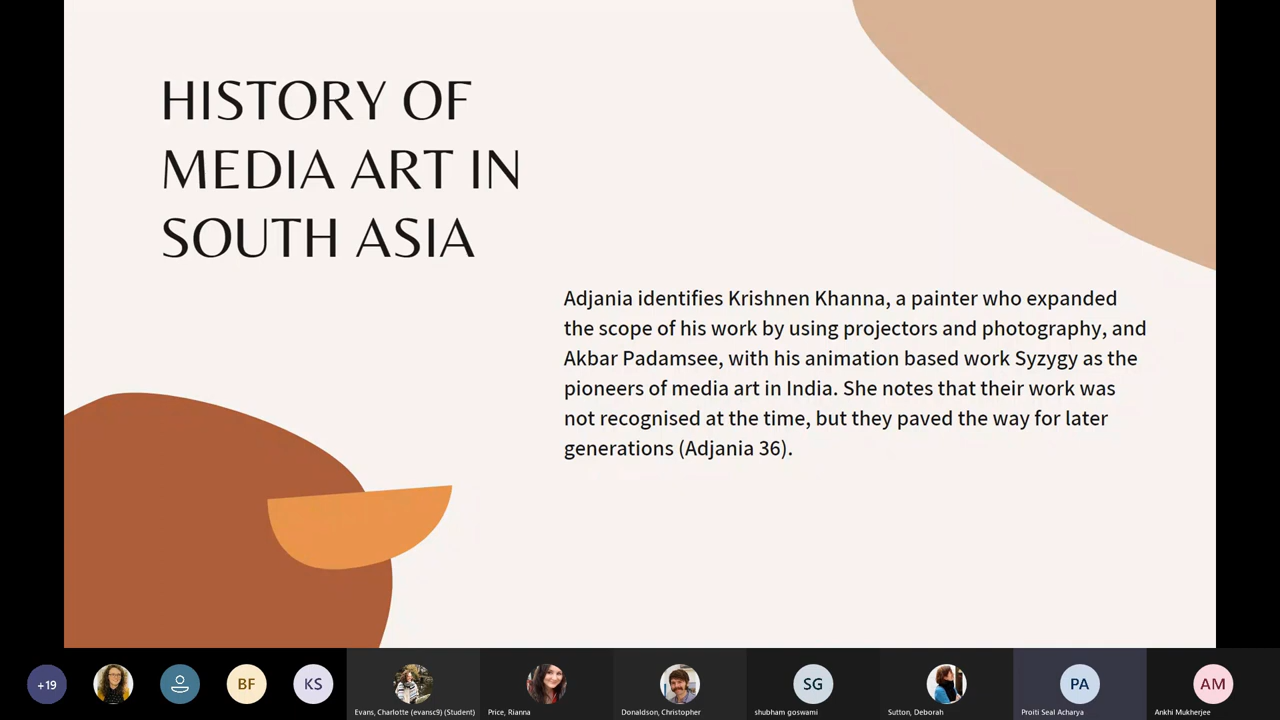 HISTORY OF
MEDIA ART IN
SOUTH ASIA
Adjania identifies Krishnen Khanna, a painter who expanded
the scope of his work by using projectors and photography, and
Akbar Padamsee, with his animation based work Syzygy as the
pioneers of media art in India. She notes that their work was
not recognised at the time, but they paved the way for later
generations (Adjania 36).
+19
BF
KS
SG
PA
AM
Evans, Charlotte (evansc9) (Student)
Price, Rianna
Donaldson, Christopher
shubham goswami
Sutton, Deborah
Proiti Seal Acharya
Ankhi Mukherjee